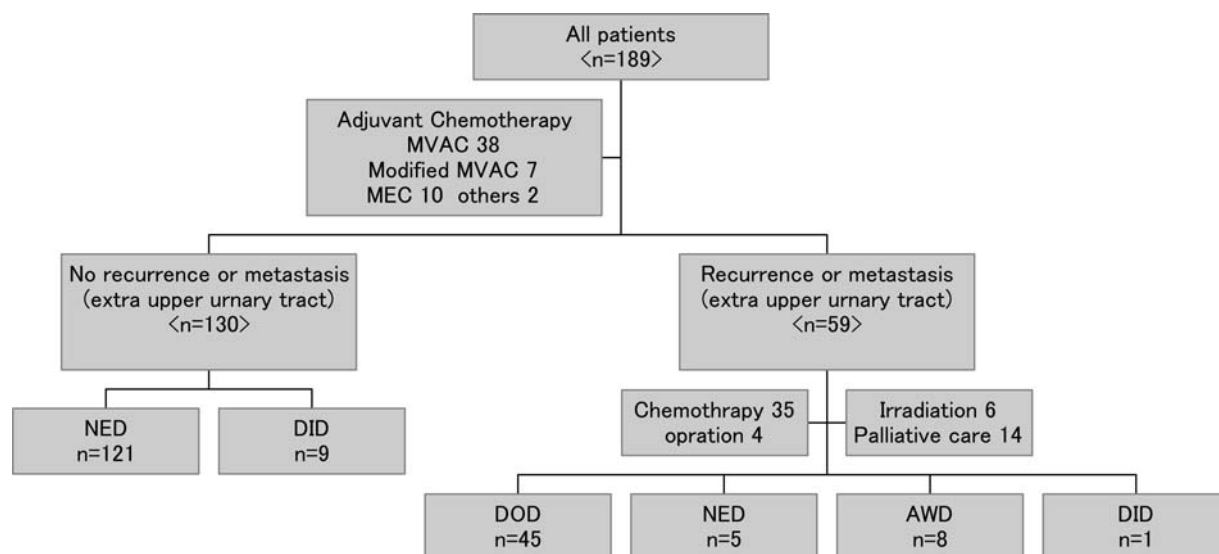 All patients
<n=189>
Adjuvant Chemotherapy
MVAC 38
Modified MVAC 7
MEC 10 others 2
No recurrence or metastasis
(extra upper urnary tract)
<n=130>
Recurrence or metastasis
(extra upper urnary tract)
<n=59>
NED
n=121
DID
n=9
Chemothrapy 35
opration 4
Irradiation 6
Palliative care 14
DOD
n=45
NED
n=5
AWD
n=8
DID
n=1